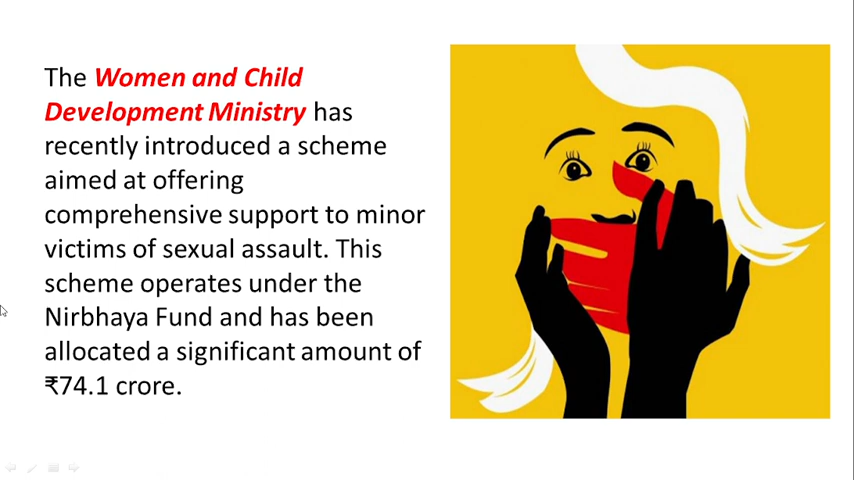 The Women and Child
Development Ministry has
recently introduced a scheme
aimed at offering
comprehensive support to minor
victims of sexual assault. This
scheme operates under the
Nirbhaya Fund and has been
allocated a significant amount of
₹74.1 crore.